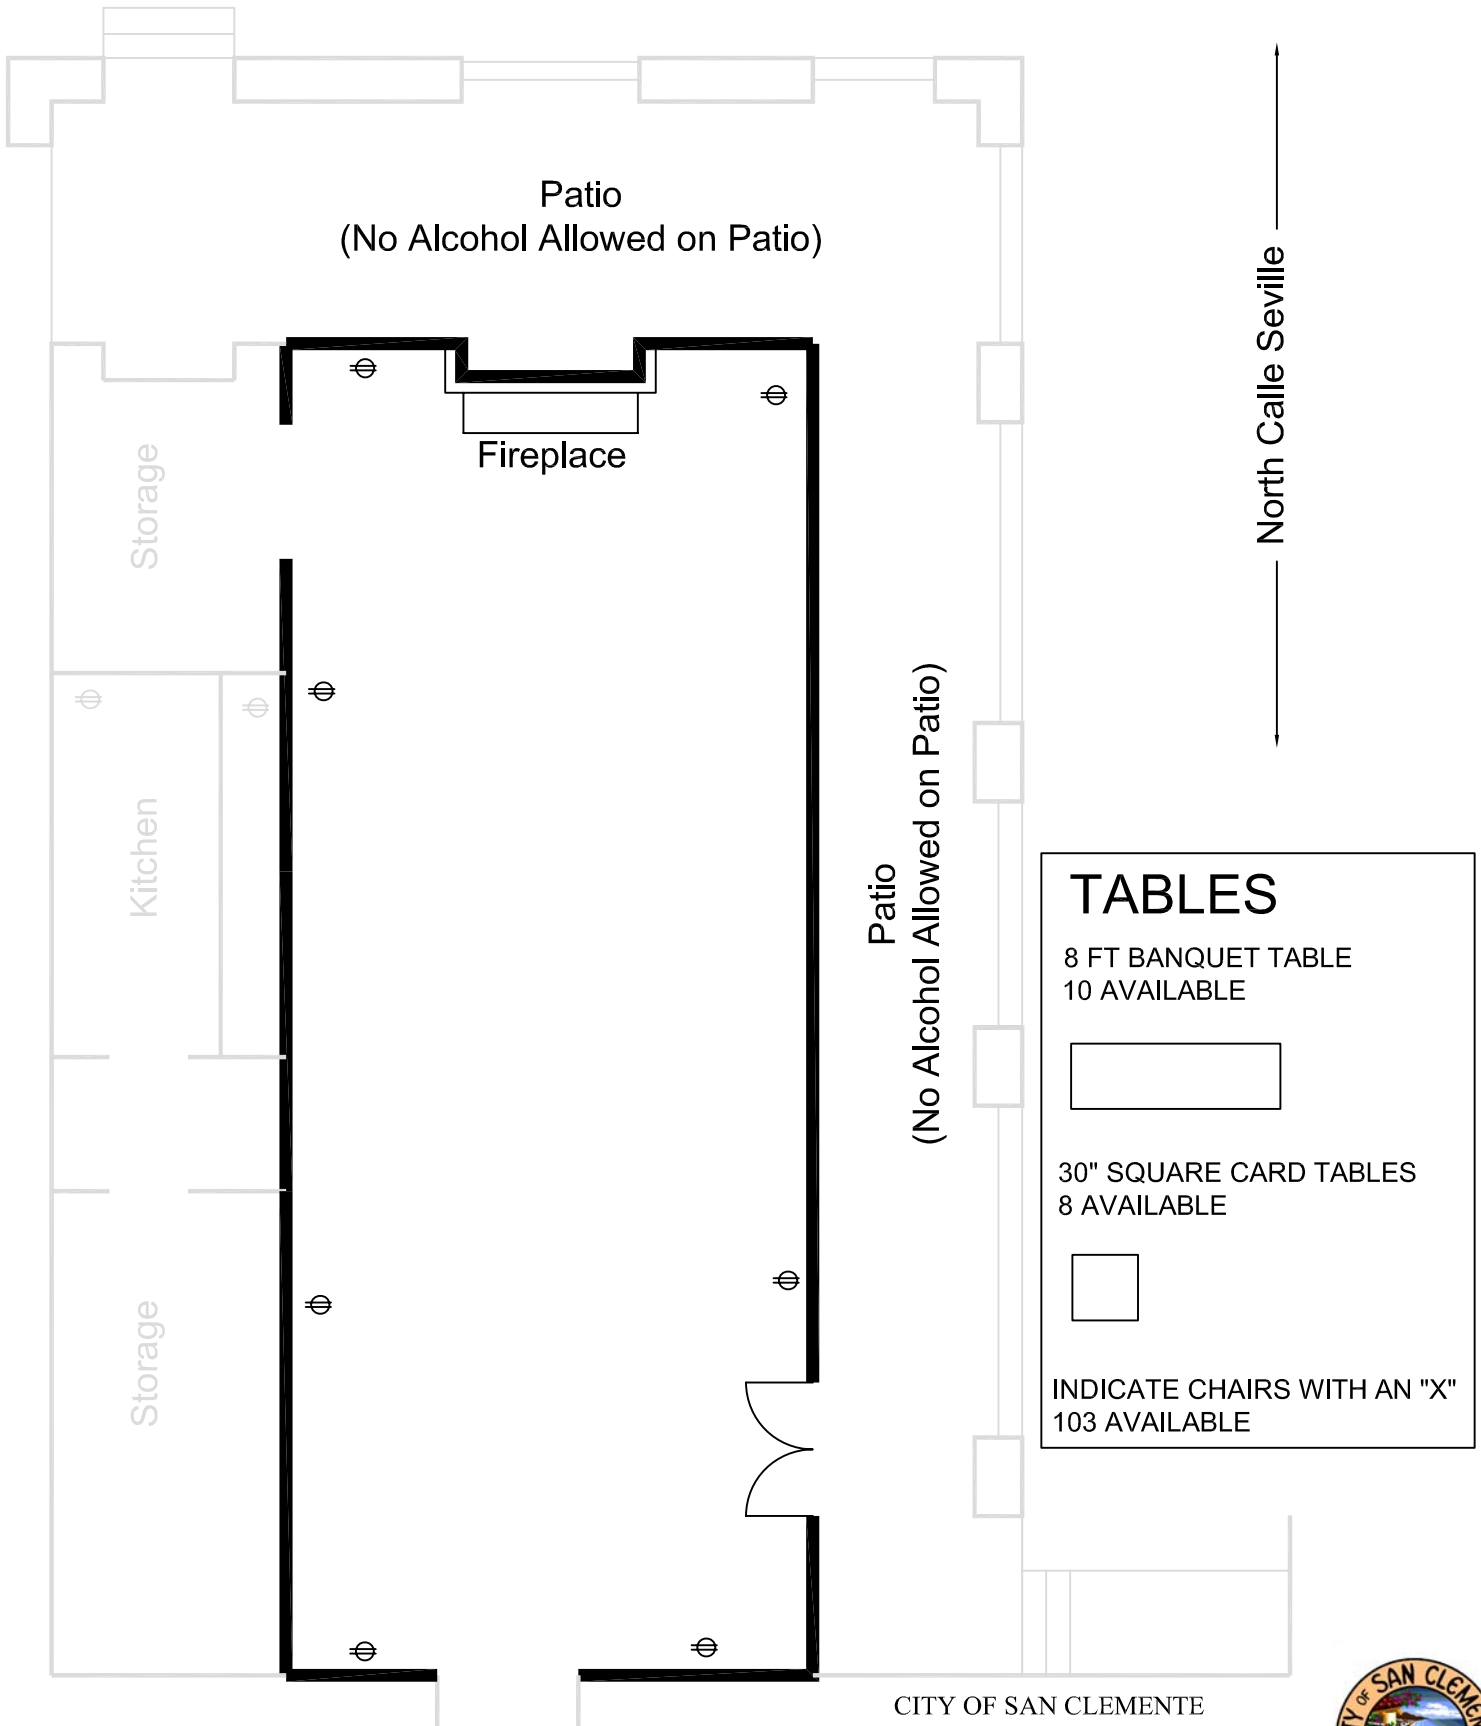 Patio
(No Alcohol Allowed on Patio)
North Calle Seville
Fireplace
Storage
Kitchen
Storage
Patio
(No Alcohol Allowed on Patio)
TABLES
8 FT BANQUET TABLE
10 AVAILABLE
30" SQUARE CARD TABLES
8 AVAILABLE
INDICATE CHAIRS WITH AN "X"
103 AVAILABLE
CITY OF SAN CLEMENTE
OF SAN